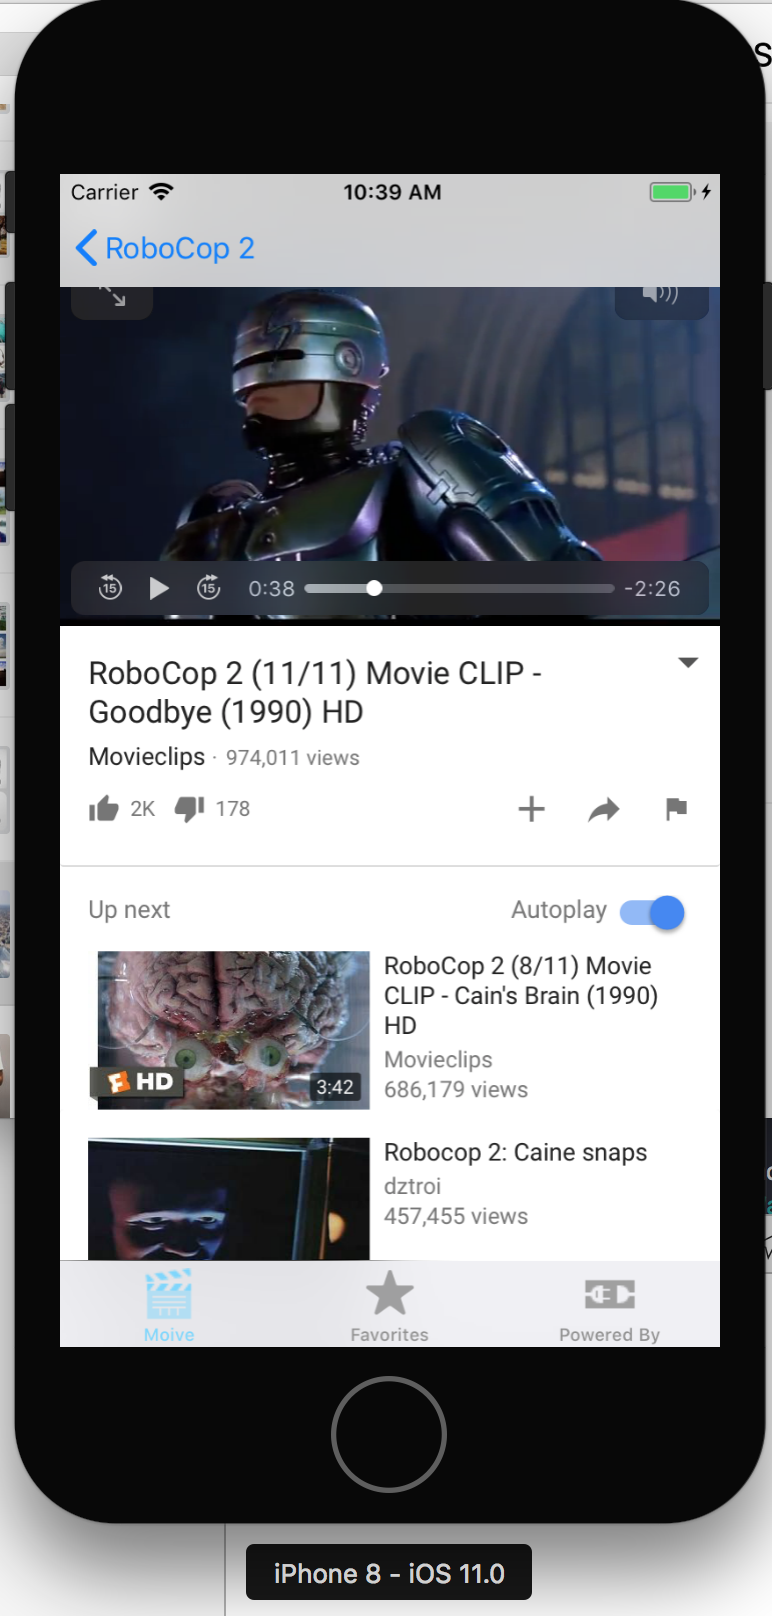 S
Carrier 10:39 AM
RoboCop 2
15 15 0:38 -2:26
RoboCop 2 (11/11) Movie CLIP -
Goodbye (1990) HD
Movieclips · 974,011 views
2K 178
Up next Autoplay
RoboCop 2 (8/11) Movie
CLIP - Cain's Brain (1990)
HD
Movieclips
686,179 views
F HD
3:42
Robocop 2: Caine snaps
dztroi
457,455 views
Moive Favorites Powered By
iPhone 8 - iOS 11.0